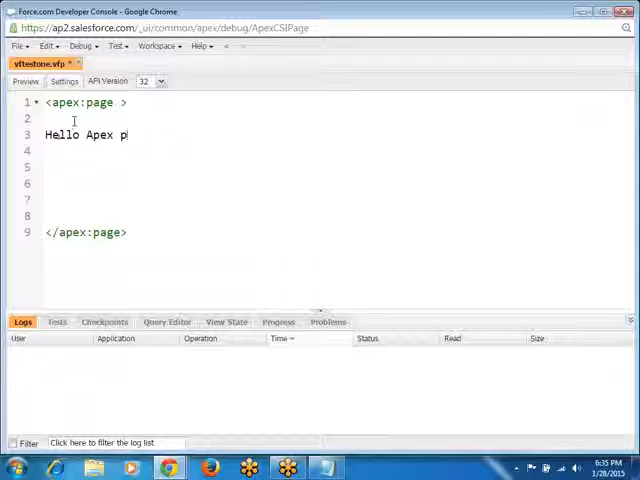 Force.com Developer Console - Google Chrome
https://ap2.salesforce.com/_ui/common/apex/debug/ApexCSIPage
File Edit Debug Test Workspace Help < >
vftestone.vfp *
Preview Settings API Version 32
1 <apex:page >
2
3 Hello Apex p
4
5
6
7
8
9 </apex:page>
Logs Tests Checkpoints Query Editor View State Progress Problems
User Application Operation Time Status Read Size
Filter Click here to filter the log list
6:35 PM
1/28/2015